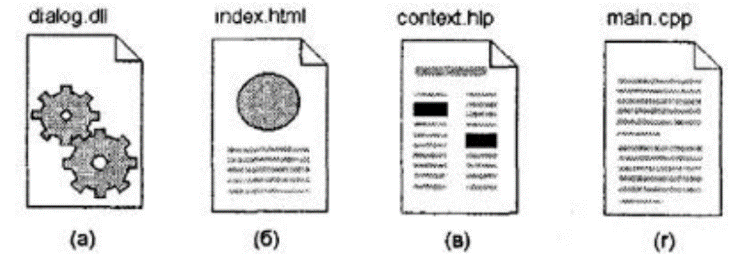 dialog.dll
index.html
context.hlp
main.cpp
(а)
(б)
(в)
(г)